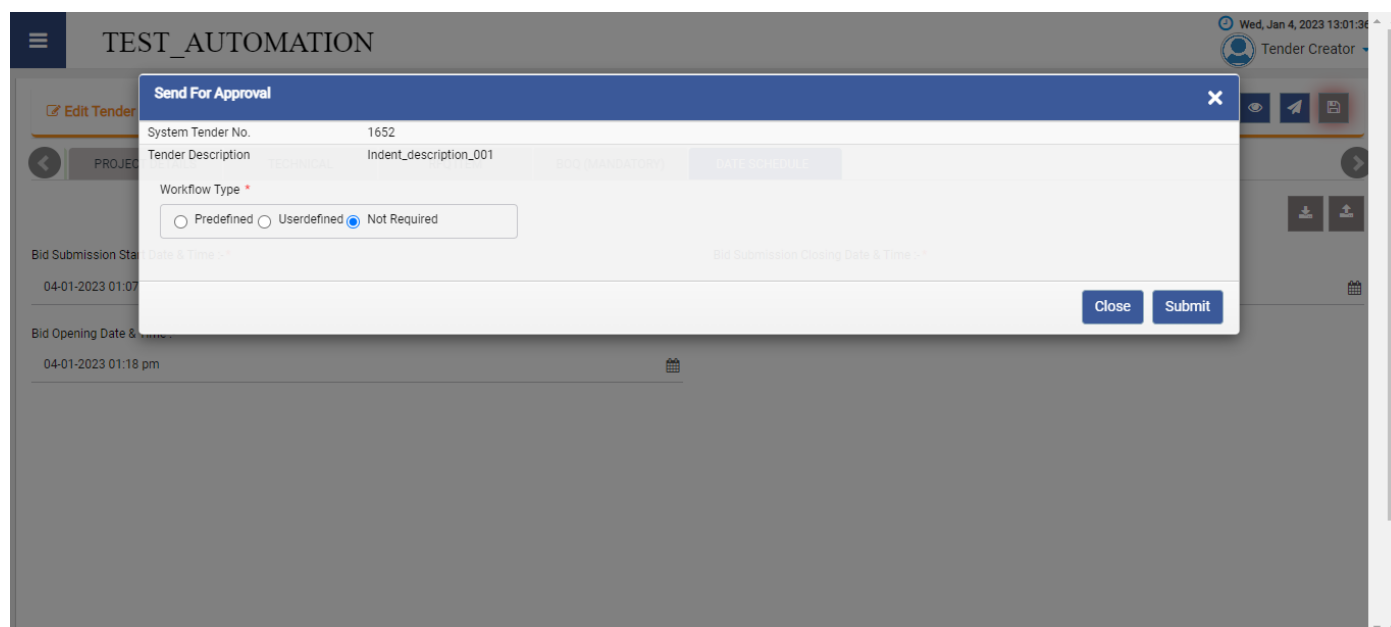 Wed, Jan 4, 2023 13:01:36
TEST_AUTOMATION
Tender Creator
Send For Approval
Edit Tender
System Tender No. 1652
Tender Description Indent_description_001
PROJEC TECHNICAL BOQ (MANDATORY) DATE SCHEDULE
Workflow Type *
Predefined Userdefined Not Required
Bid Submission Start Date & Time :- * Bid Submission Closing Date & Time :- *
04-01-2023 01:07
Close Submit
Bid Opening Date & Time :
04-01-2023 01:18 pm